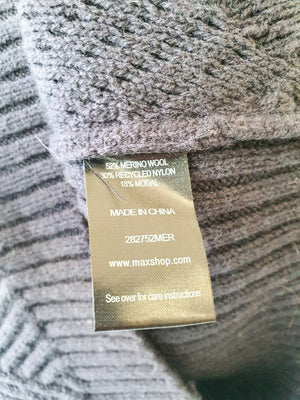 52% MERINO WOOL
30% RECYCLED NYLON
18% MODAL
MADE IN CHINA
282752MER
www.maxshop.com
See over for care instructions